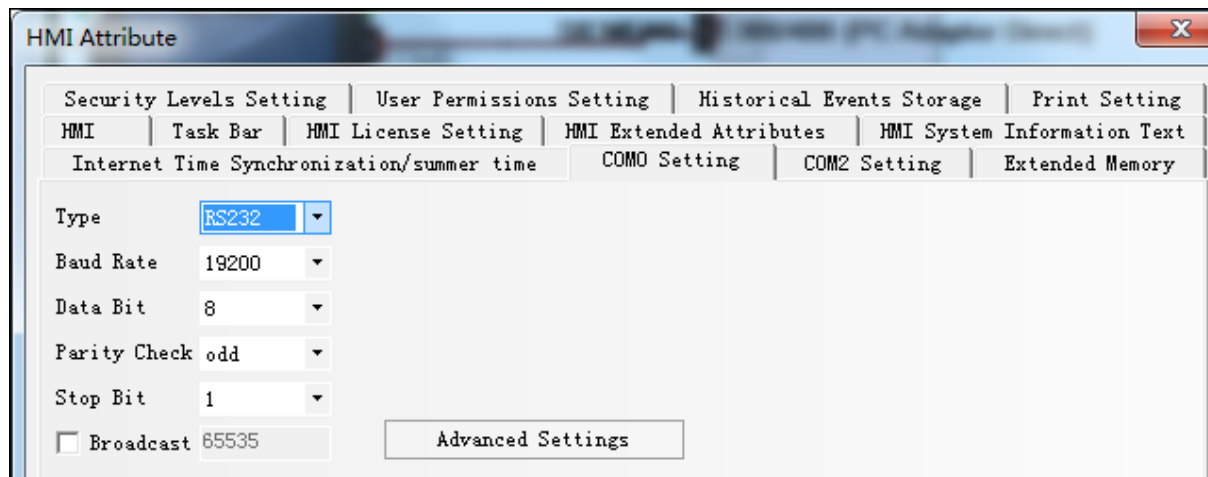 HMI Attribute
Security Levels Setting User Permissions Setting Historical Events Storage Print Setting
HMI Task Bar HMI License Setting HMI Extended Attributes HMI System Information Text
Internet Time Synchronization/summer time COM0 Setting COM2 Setting Extended Memory
Type RS232
Baud Rate 19200
Data Bit 8
Parity Check odd
Stop Bit 1
Broadcast 65535 Advanced Settings